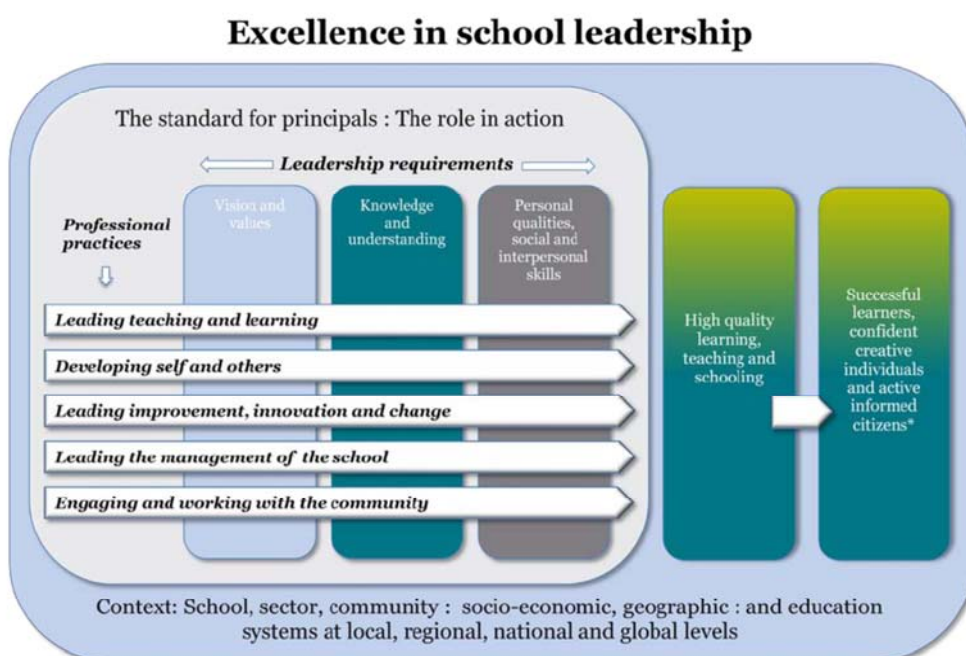 Excellence in school leadership
The standard for principals : The role in action
Leadership requirements
Professional
practices
Vision and
values
Knowledge
and
understanding
Personal
qualities,
social and
interpersonal
skills
Leading teaching and learning
Developing self and others
Leading improvement, innovation and change
Leading the management of the school
Engaging and working with the community
High quality
learning,
teaching and
schooling
Successful
learners,
confident
creative
individuals
and active
informed
citizens*
Context: School, sector, community : socio-economic, geographic : and education
systems at local, regional, national and global levels